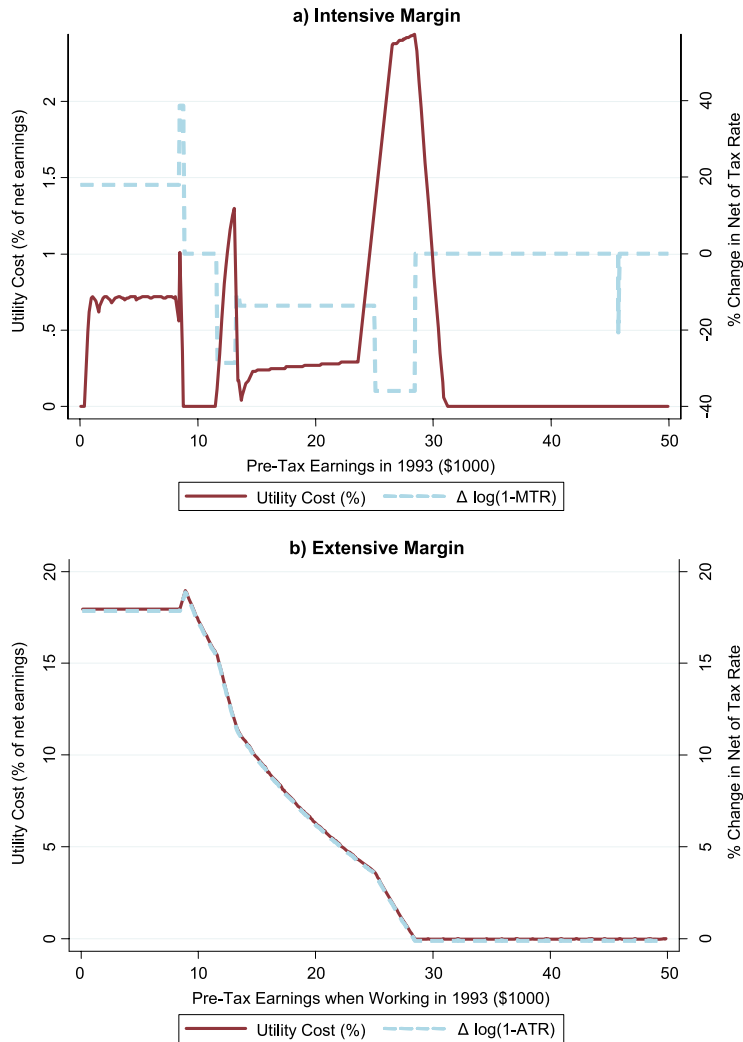 a) Intensive Margin
Utility Cost (% of net earnings)
2
1.5
1
.5
0
40
20
0
-20
-40
% Change in Net of Tax Rate
0 10 20 30 40 50
Pre-Tax Earnings in 1993 ($1000)
Utility Cost (%) Δ log(1-MTR)
b) Extensive Margin
Utility Cost (% of net earnings)
20
15
10
5
0
20
15
10
5
0
% Change in Net of Tax Rate
0 10 20 30 40 50
Pre-Tax Earnings when Working in 1993 ($1000)
Utility Cost (%) Δ log(1-ATR)